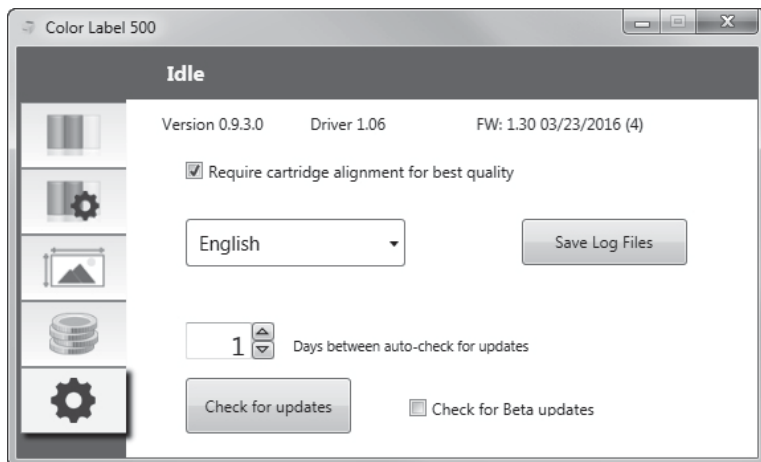 Color Label 500
Idle
Version 0.9.3.0 Driver 1.06 FW: 1.30 03/23/2016 (4)
Require cartridge alignment for best quality
English Save Log Files
1 Days between auto-check for updates
Check for updates Check for Beta updates